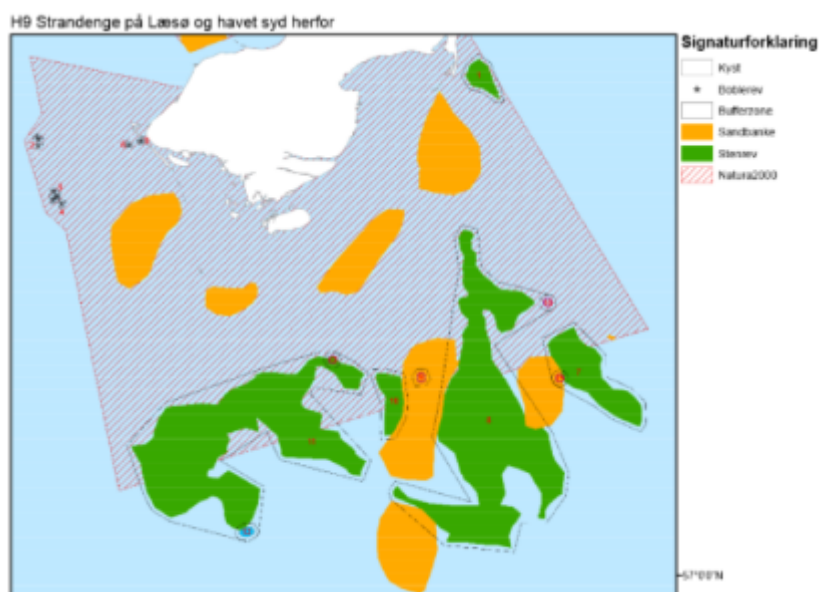 H9 Strandenge på Læsø og havet syd herfor
Signaturforklaring
Kyst
Boblerev
Bufferzone
Sandbanke
Stenrev
Natura2000
57°0'0"N